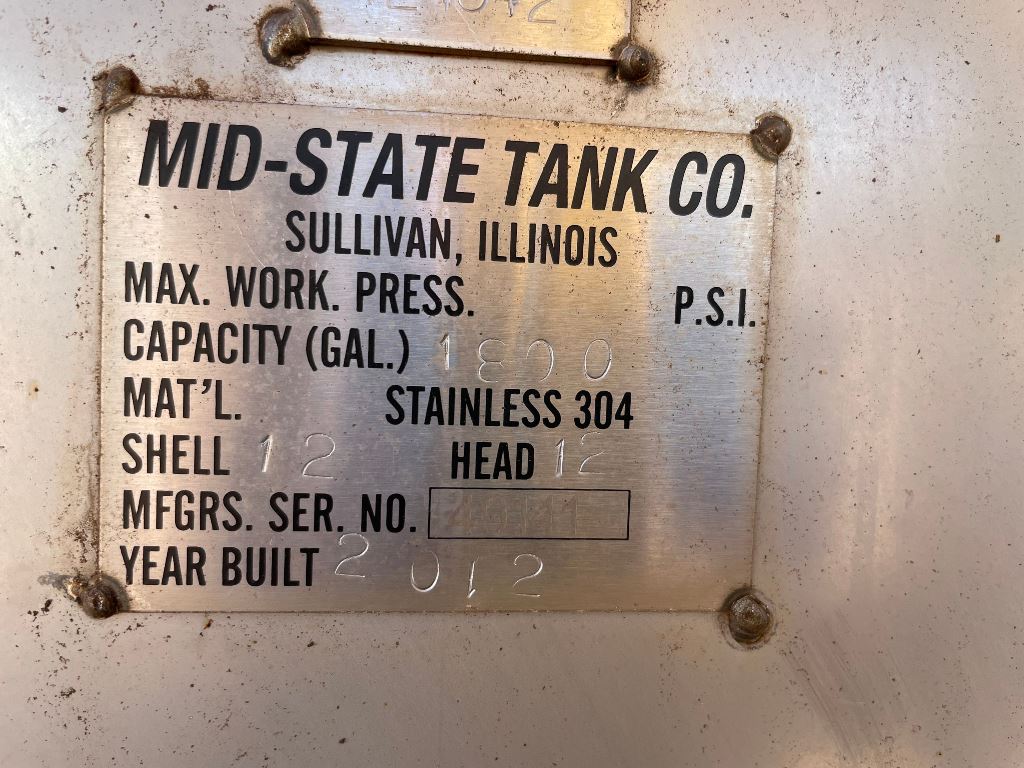 MID-STATE TANK CO.
SULLIVAN, ILLINOIS
MAX. WORK. PRESS. P.S.I.
CAPACITY (GAL.) 1800
MAT'L. STAINLESS 304
SHELL 12 HEAD 12
MFGRS. SER. NO.
YEAR BUILT 2012